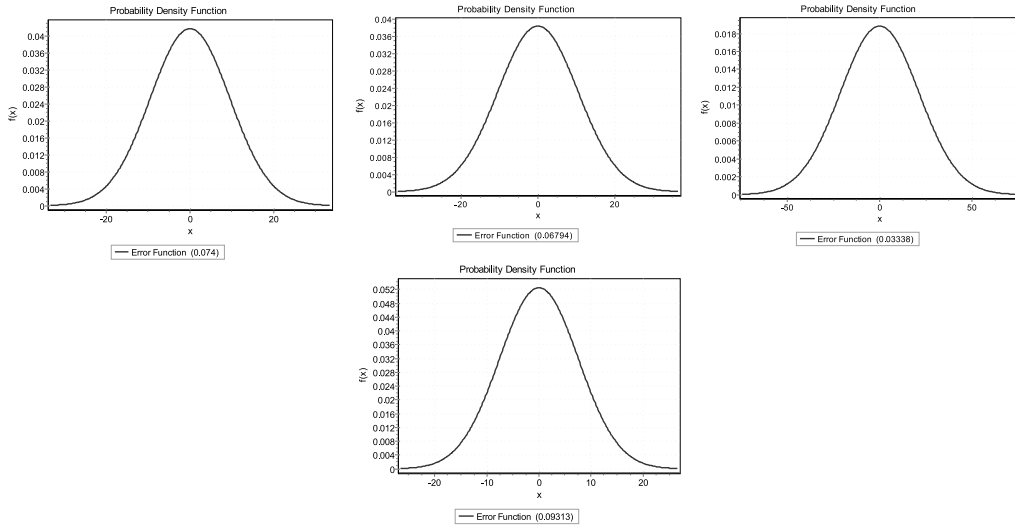 Probability Density Function
0.04
0.036
0.032
0.028
0.024
0.02
0.016
0.012
0.008
0.004
0
f(x)
-20 0 20
x
Error Function (0.074)
Probability Density Function
0.04
0.036
0.032
0.028
0.024
0.02
0.016
0.012
0.008
0.004
0
f(x)
-20 0 20
x
Error Function (0.06794)
Probability Density Function
0.018
0.016
0.014
0.012
0.01
0.008
0.006
0.004
0.002
0
f(x)
-50 0 50
x
Error Function (0.03338)
Probability Density Function
0.052
0.048
0.044
0.04
0.036
0.032
0.028
0.024
0.02
0.016
0.012
0.008
0.004
0
f(x)
-20 -10 0 10 20
x
Error Function (0.09313)